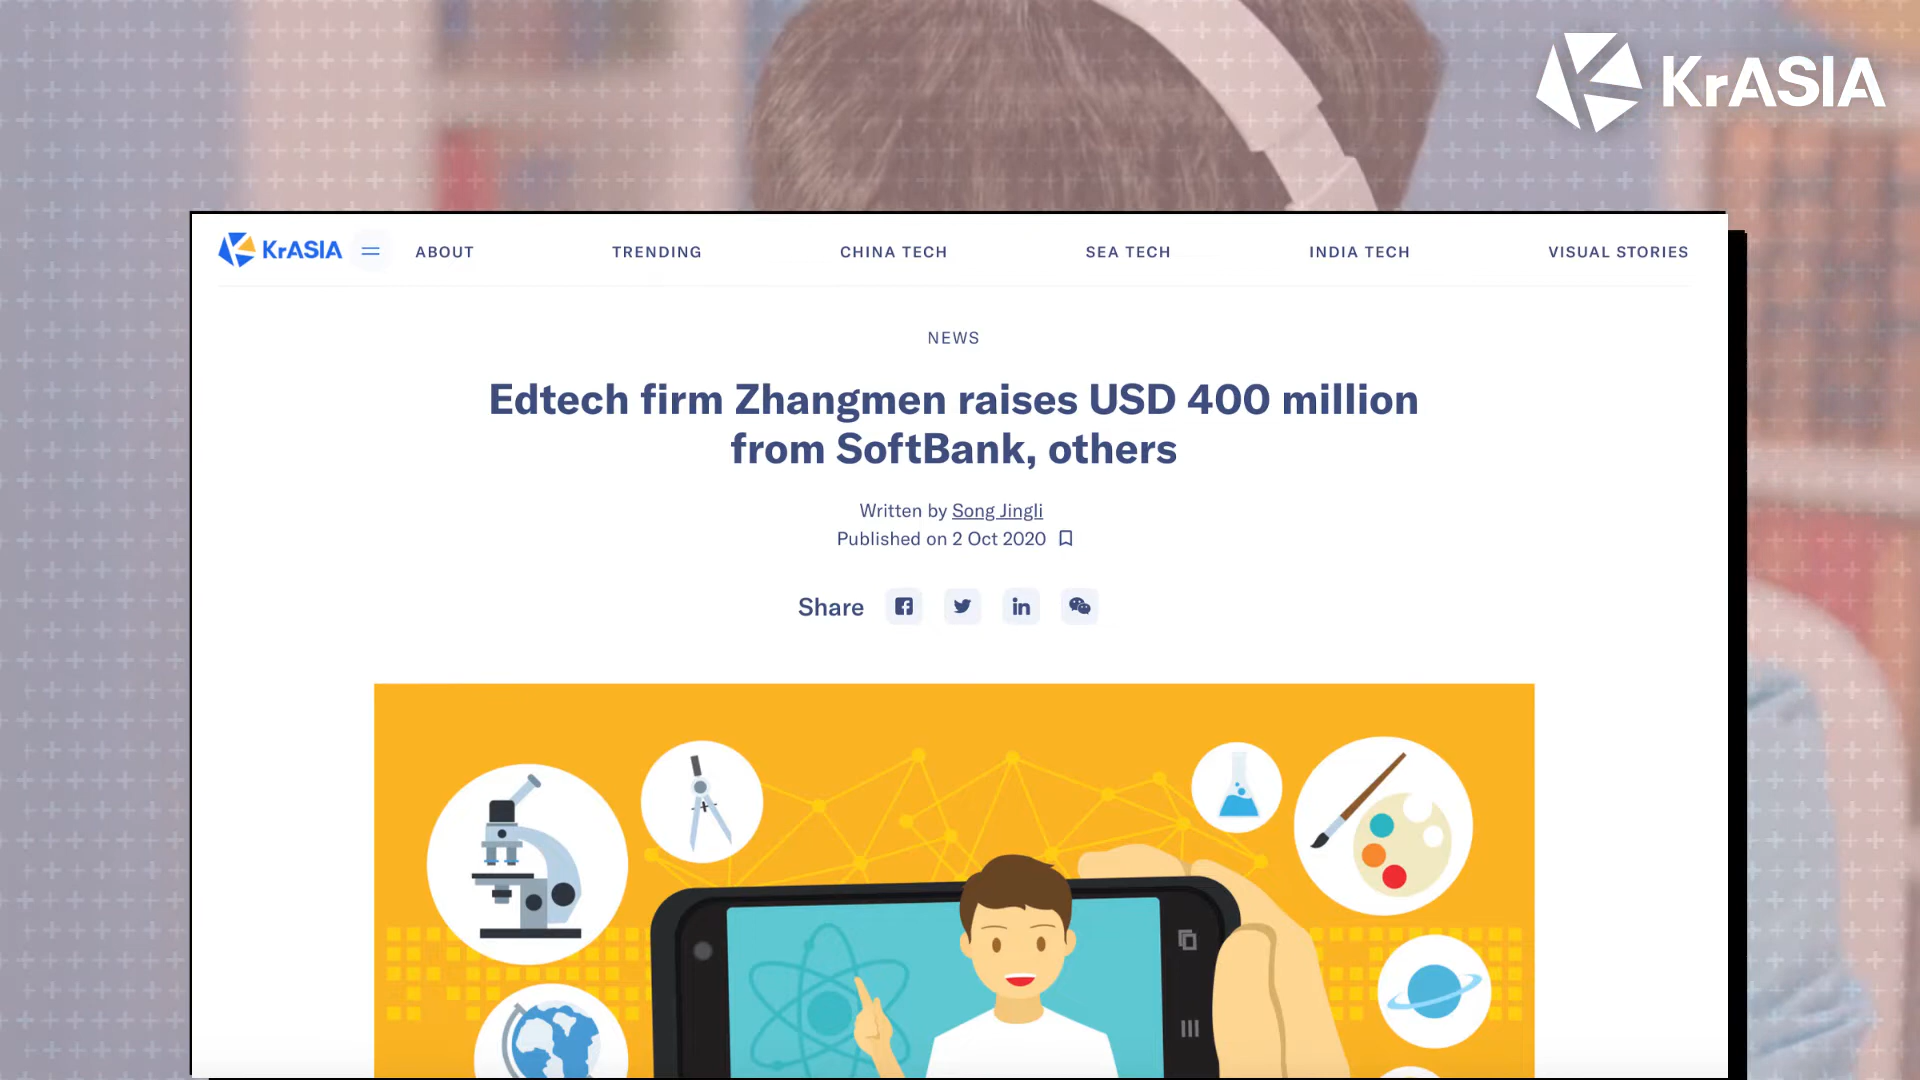 KrASIA
KrASIA
ABOUT
TRENDING
CHINA TECH
SEA TECH
INDIA TECH
VISUAL STORIES
NEWS
Edtech firm Zhangmen raises USD 400 million
from SoftBank, others
Written by Song Jingli
Published on 2 Oct 2020
Share